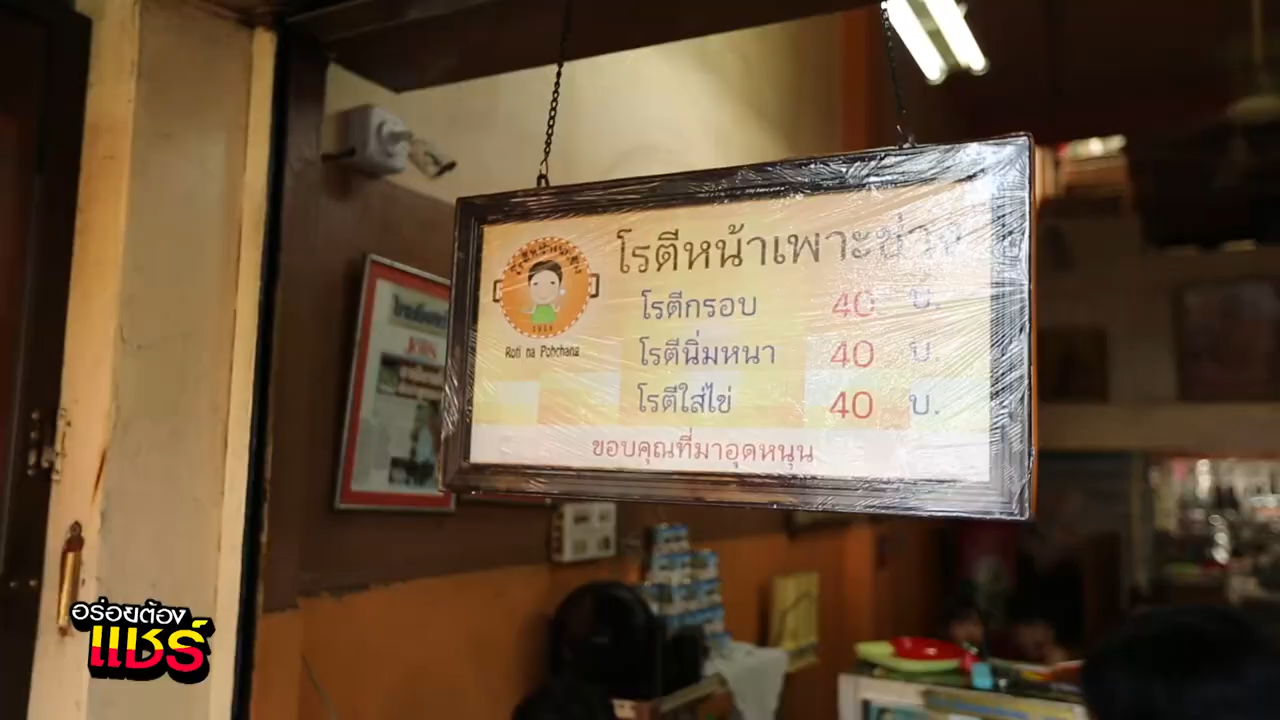 โรตีหน้าเพาะช่าง
Roti na Pohchang
โรตีกรอบ 40 บ.
โรตีนิ่มหนา 40 บ.
โรตีใส่ไข่ 40 บ.
ขอบคุณที่มาอุดหนุน
JOBS
อร่อยต้อง
แชร์